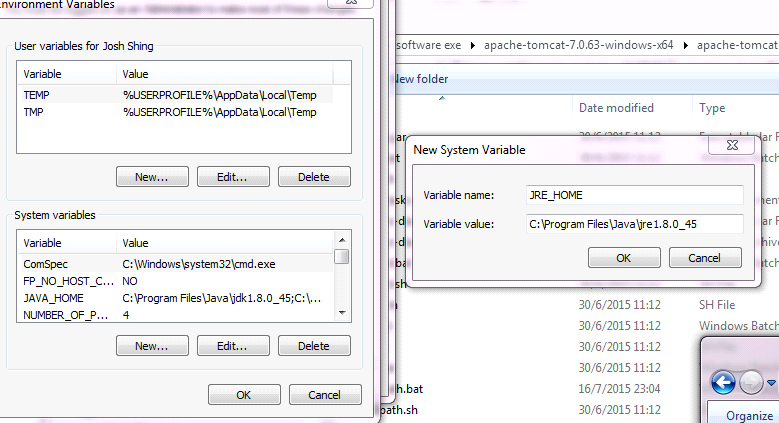 Environment Variables
User variables for Josh Shing
Variable Value
TEMP %USERPROFILE%\AppData\Local\Temp
TMP %USERPROFILE%\AppData\Local\Temp
New... Edit... Delete
System variables
Variable Value
ComSpec C:\Windows\system32\cmd.exe
FP_NO_HOST_C... NO
JAVA_HOME C:\Program Files\Java\jdk1.8.0_45;C:\...
NUMBER_OF_P... 4
New... Edit... Delete
OK Cancel
software exe apache-tomcat-7.0.63-windows-x64 apache-tomcat
New folder
Date modified Type
New System Variable
Variable name: JRE_HOME
Variable value: C:\Program Files\Java\jre1.8.0_45
OK Cancel
30/6/2015 11:12 SH File
30/6/2015 11:12 Windows Batch
30/6/2015 11:12
30/6/2015 11:12
h.bat 16/7/2015 23:04
path.sh 30/6/2015 11:12
Organize